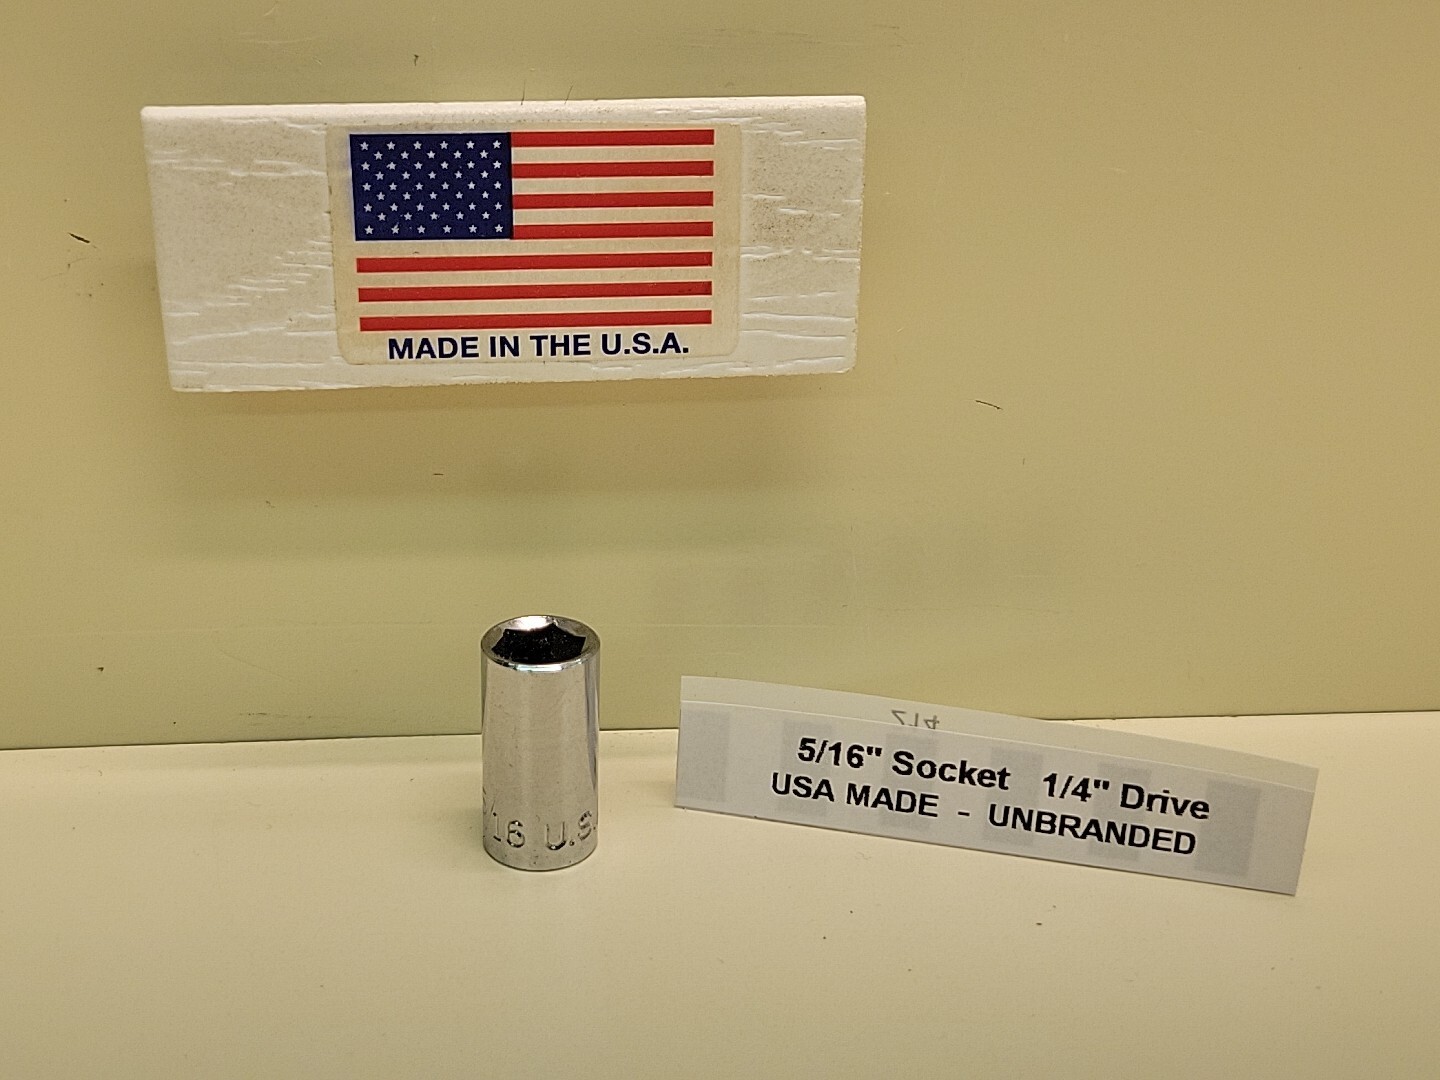 MADE IN THE U.S.A.
5/16" Socket 1/4" Drive
USA MADE - UNBRANDED
/16 U.S.